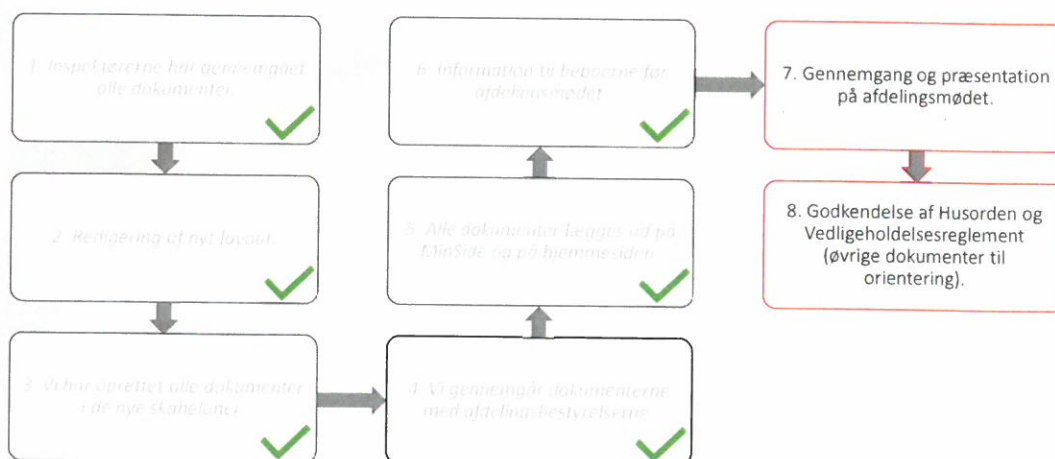 1. Inspektørerne har gennemgået
alle dokumenter.
2. Redigering af nyt layout.
3. Vi har oprettet alle dokumenter
i de nye skabeloner.
4. Vi gennemgår dokumenterne
med afdelingsbestyrelserne.
5. Alle dokumenter lægges ud på
MinSide og på hjemmesiden.
6. Information til beboerne før
afdelingsmødet.
7. Gennemgang og præsentation
på afdelingsmødet.
8. Godkendelse af Husorden og
Vedligeholdelsesreglement
(øvrige dokumenter til
orientering).